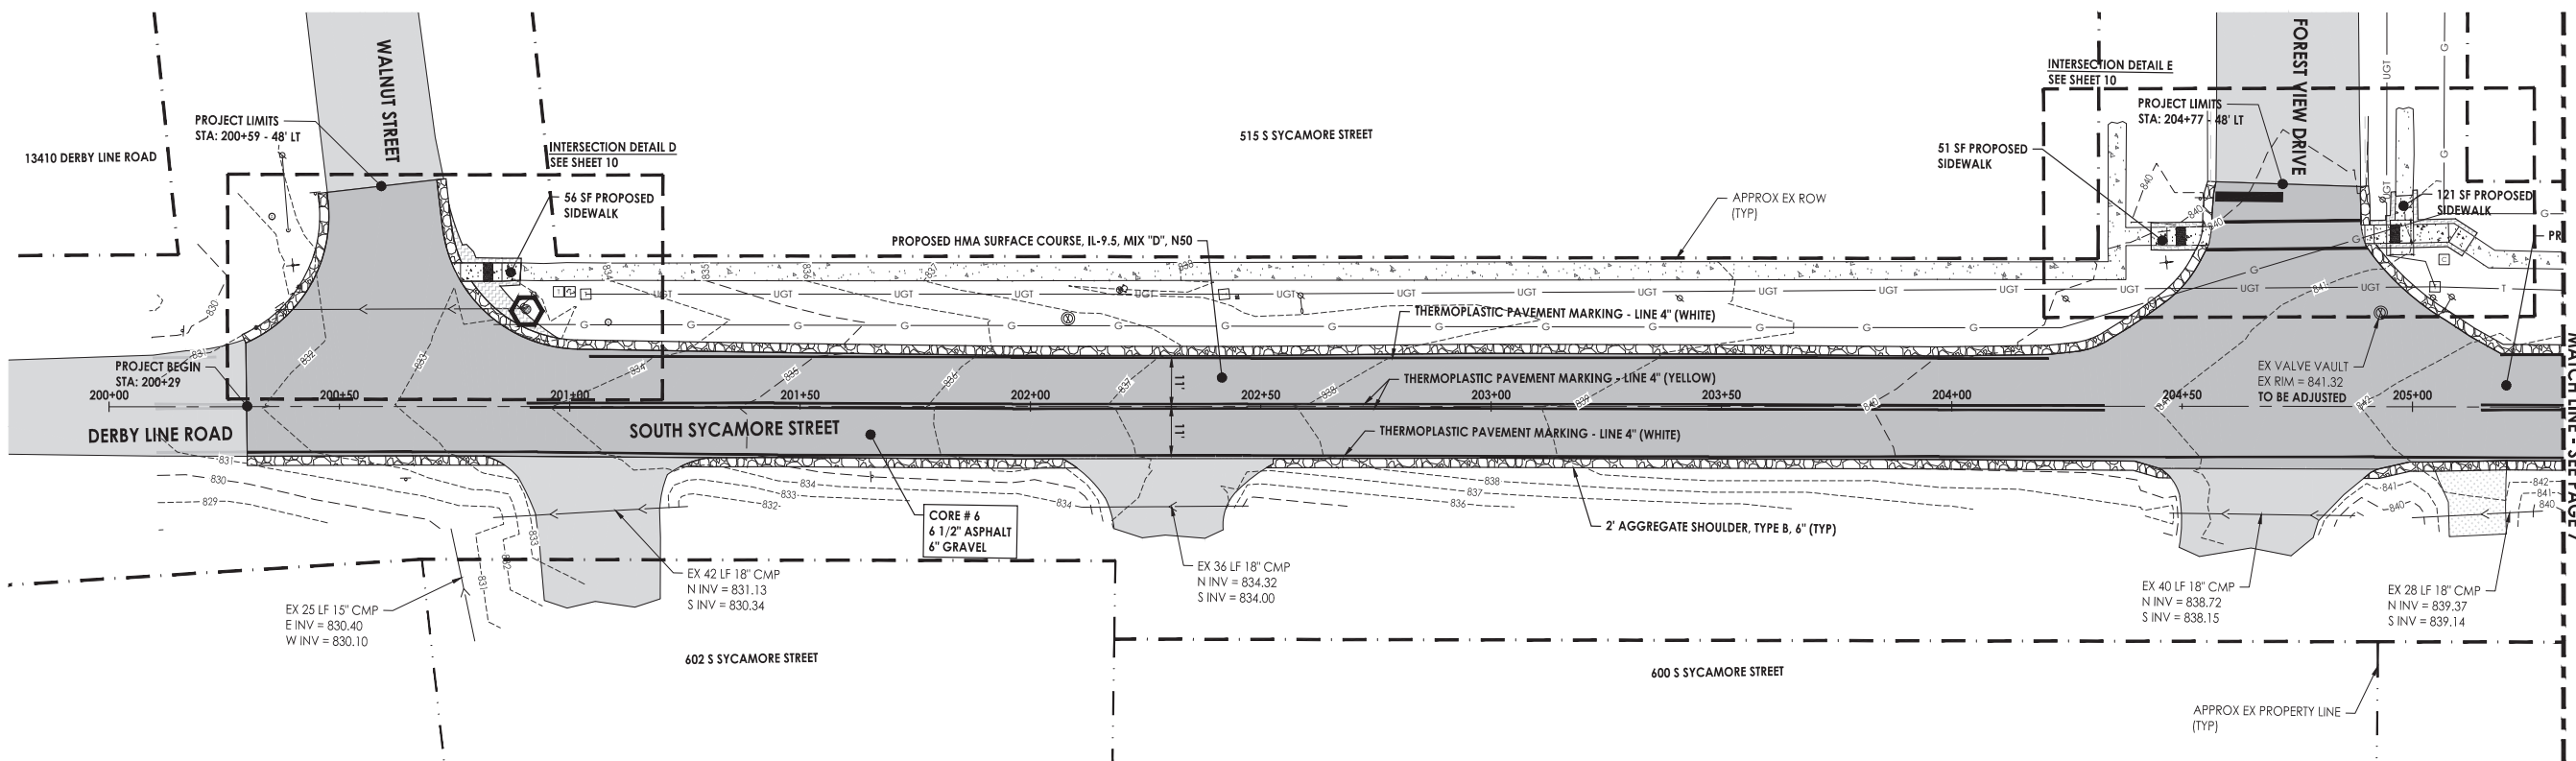 WALNUT STREET
FOREST VIEW DRIVE
INTERSECTION DETAIL E
SEE SHEET 10
PROJECT LIMITS
STA: 204+77 - 48' LT
PROJECT LIMITS
STA: 200+59 - 48' LT
13410 DERBY LINE ROAD
INTERSECTION DETAIL D
SEE SHEET 10
515 S SYCAMORE STREET
51 SF PROPOSED
SIDEWALK
56 SF PROPOSED
SIDEWALK
APPROX EX ROW
(TYP)
121 SF PROPOSED
SIDEWALK
PROPOSED HMA SURFACE COURSE, IL-9.5, MIX "D", N50
PR
THERMOPLASTIC PAVEMENT MARKING - LINE 4" (WHITE)
PROJECT BEGIN
STA: 200+29
THERMOPLASTIC PAVEMENT MARKING - LINE 4" (YELLOW)
EX VALVE VAULT
EX RIM = 841.32
TO BE ADJUSTED
200+00
200+50
201+00
201+50
202+00
202+50
203+00
203+50
204+00
204+50
205+00
11'
11'
DERBY LINE ROAD
SOUTH SYCAMORE STREET
THERMOPLASTIC PAVEMENT MARKING - LINE 4" (WHITE)
MATCH LINE - SEE PAGE 7
CORE # 6
6 1/2" ASPHALT
6" GRAVEL
2' AGGREGATE SHOULDER, TYPE B, 6" (TYP)
EX 25 LF 15" CMP
E INV = 830.40
W INV = 830.10
EX 42 LF 18" CMP
N INV = 831.13
S INV = 830.34
EX 36 LF 18" CMP
N INV = 834.32
S INV = 834.00
EX 40 LF 18" CMP
N INV = 838.72
S INV = 838.15
EX 28 LF 18" CMP
N INV = 839.37
S INV = 839.14
602 S SYCAMORE STREET
600 S SYCAMORE STREET
APPROX EX PROPERTY LINE
(TYP)